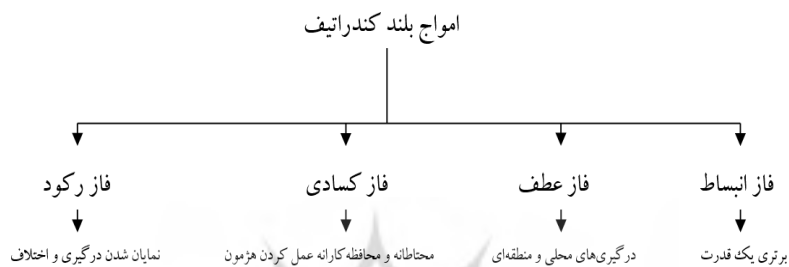 امواج بلند کندراتیف
فاز انبساط
فاز عطف
فاز کسادی
فاز رکود
برتری یک قدرت
درگیری‌های محلی و منطقه‌ای
محتاطانه و محافظه‌کارانه عمل کردن هژمون
نمایان شدن درگیری و اختلاف